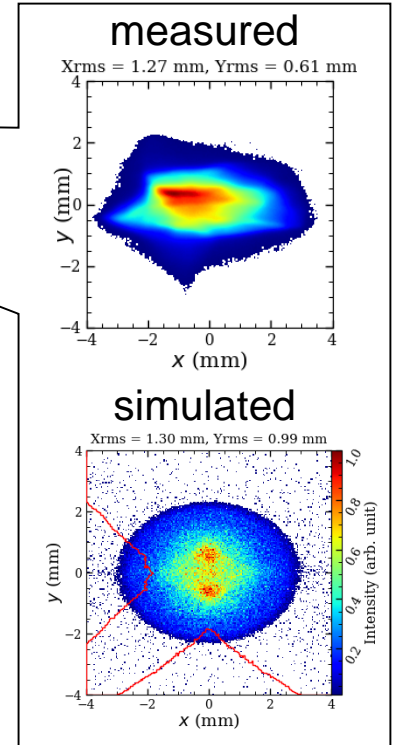 measured
Xrms = 1.27 mm, Yrms = 0.61 mm
4
2
0
−2
−4
y (mm)
−4 −2 0 2 4
x (mm)
simulated
Xrms = 1.30 mm, Yrms = 0.99 mm
4
2
0
−2
−4
y (mm)
−4 −2 0 2 4
x (mm)
1.0
0.8
0.6
0.4
0.2
Intensity (arb. unit)